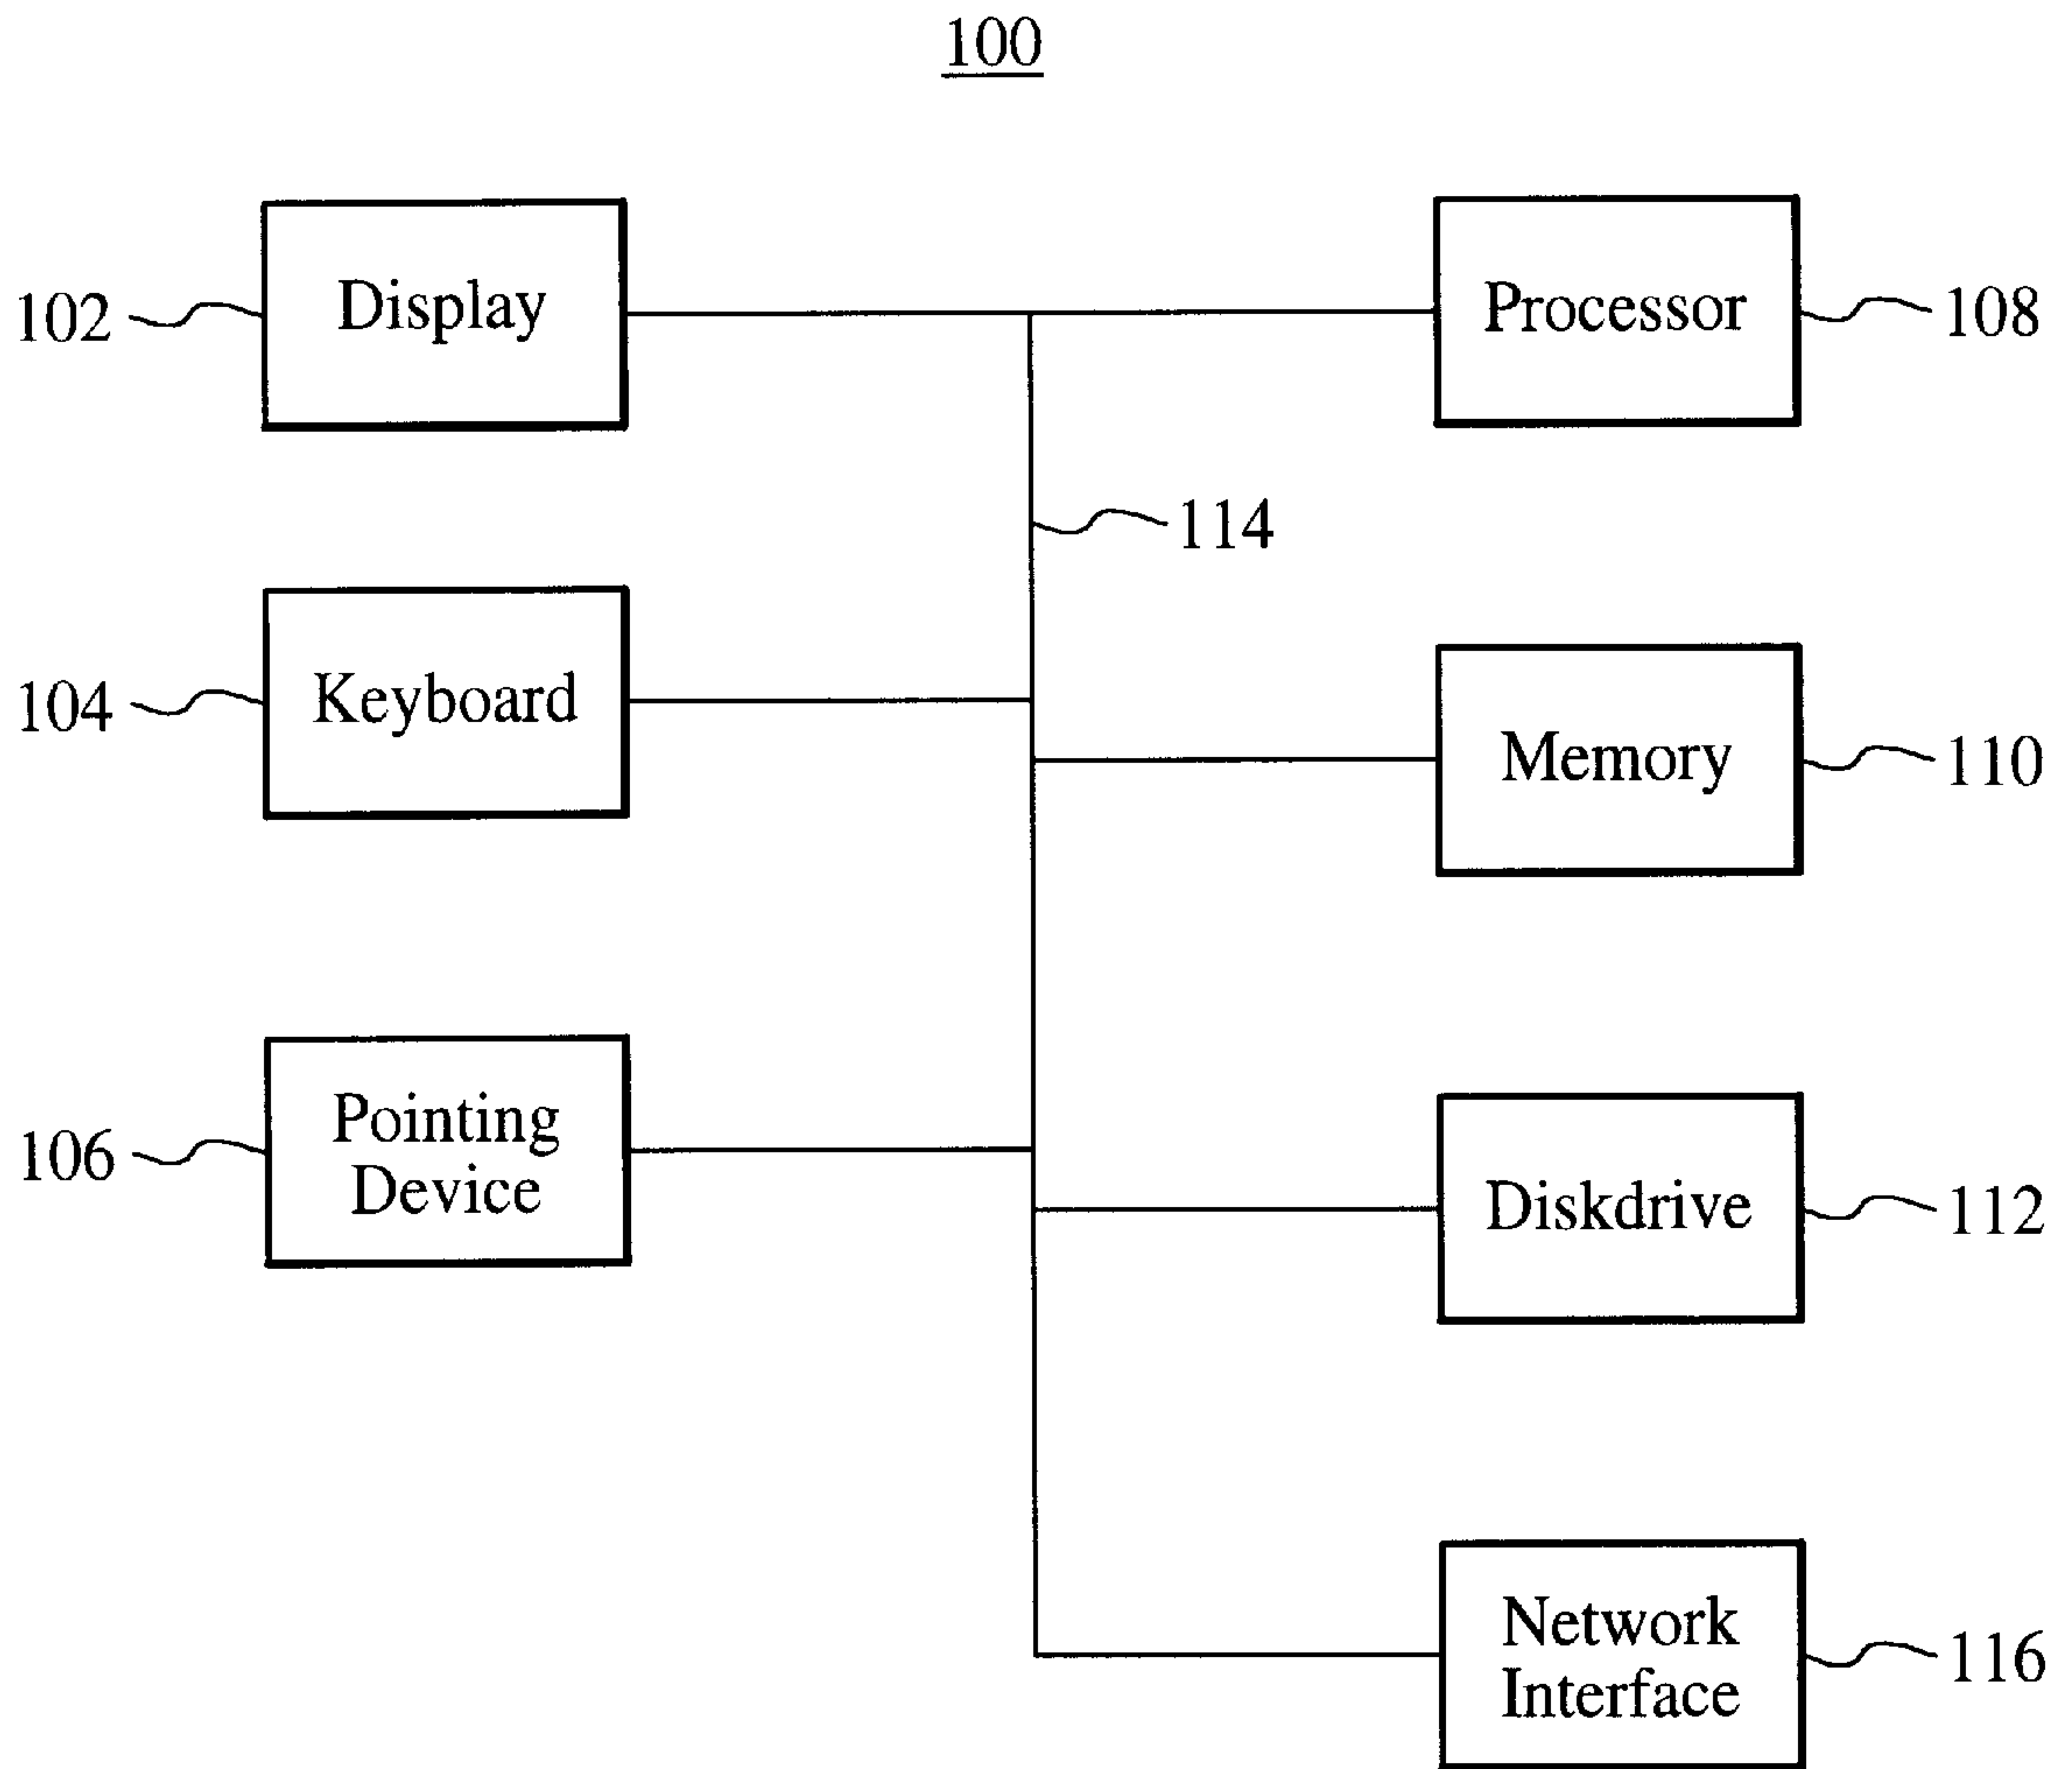 100
102
Display
Processor
108
114
104
Keyboard
Memory
110
106
Pointing
Device
Diskdrive
112
Network
Interface
116